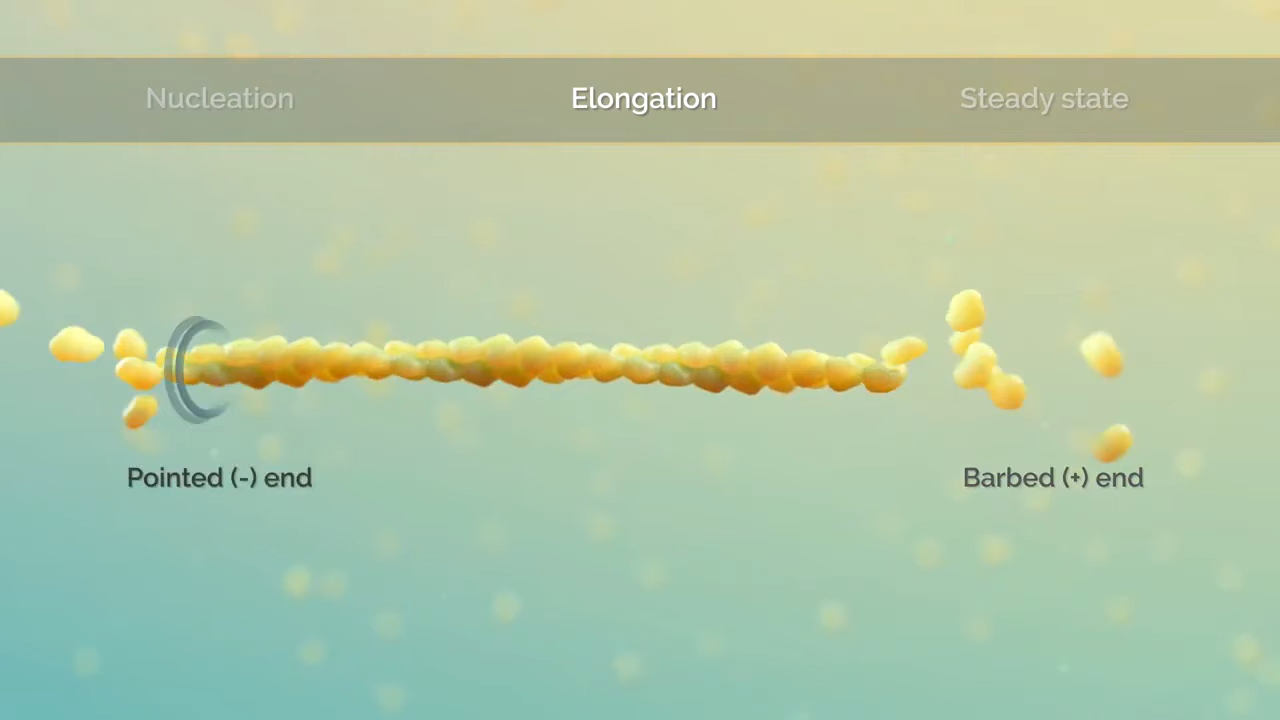 Nucleation
Elongation
Steady state
Pointed (-) end
Barbed (+) end